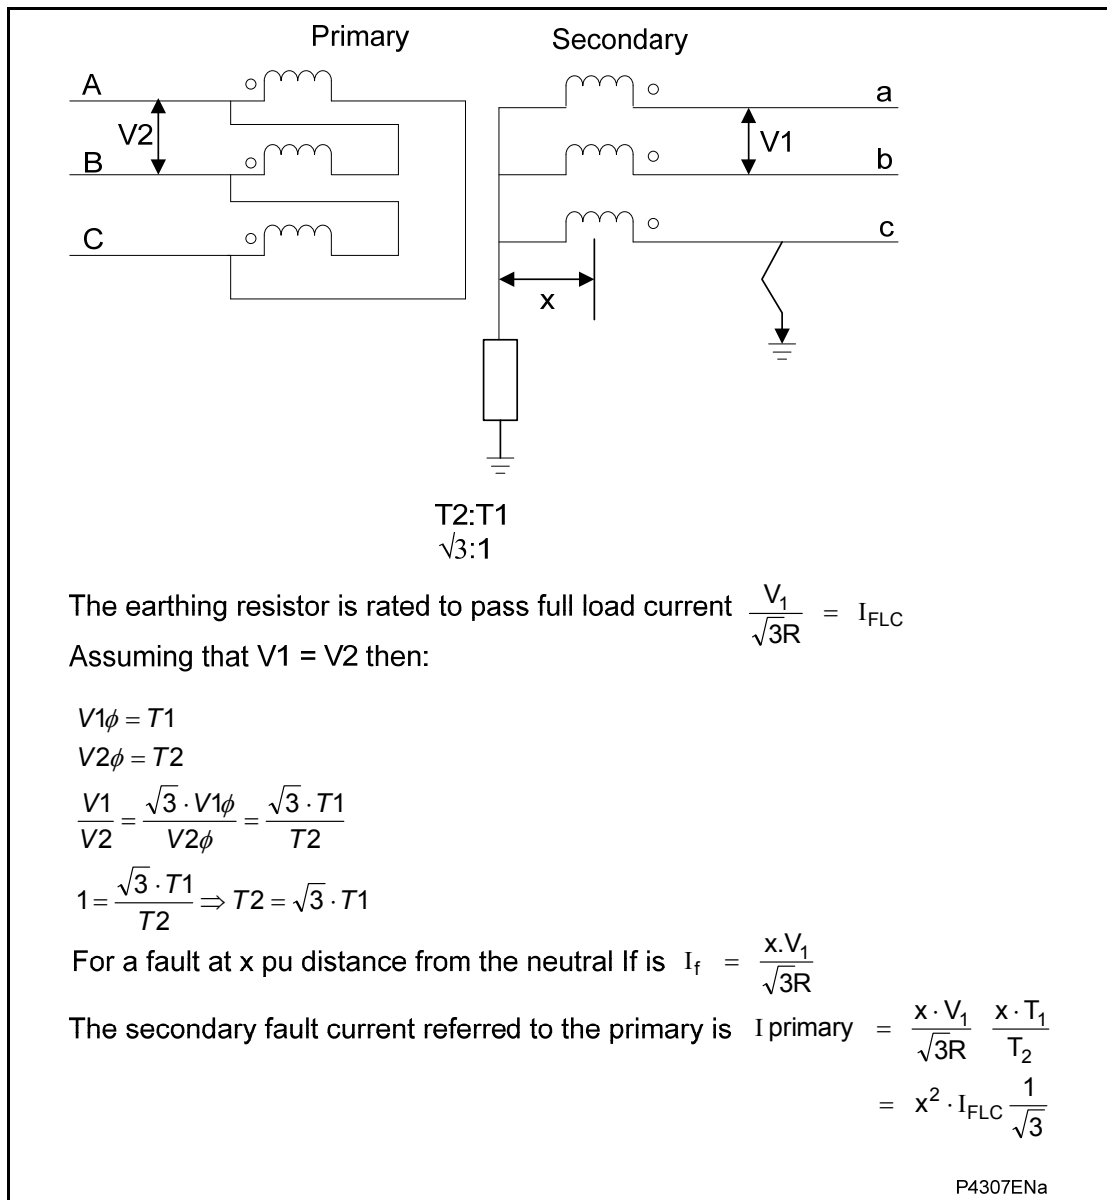 Primary Secondary
A a
V2 V1
B b
C c
x
T2:T1
√3:1
The earthing resistor is rated to pass full load current V₁/(√3R) = I_FLC
Assuming that V1 = V2 then:
V1ϕ = T1
V2ϕ = T2
V1/V2 = (√3 · V1ϕ)/V2ϕ = (√3 · T1)/T2
1 = (√3 · T1)/T2 ⇒ T2 = √3 · T1
For a fault at x pu distance from the neutral If is I_f = x.V₁/(√3R)
The secondary fault current referred to the primary is I primary = (x · V₁)/(√3R) (x · T₁)/T₂
= x² · I_FLC 1/√3
P4307ENa